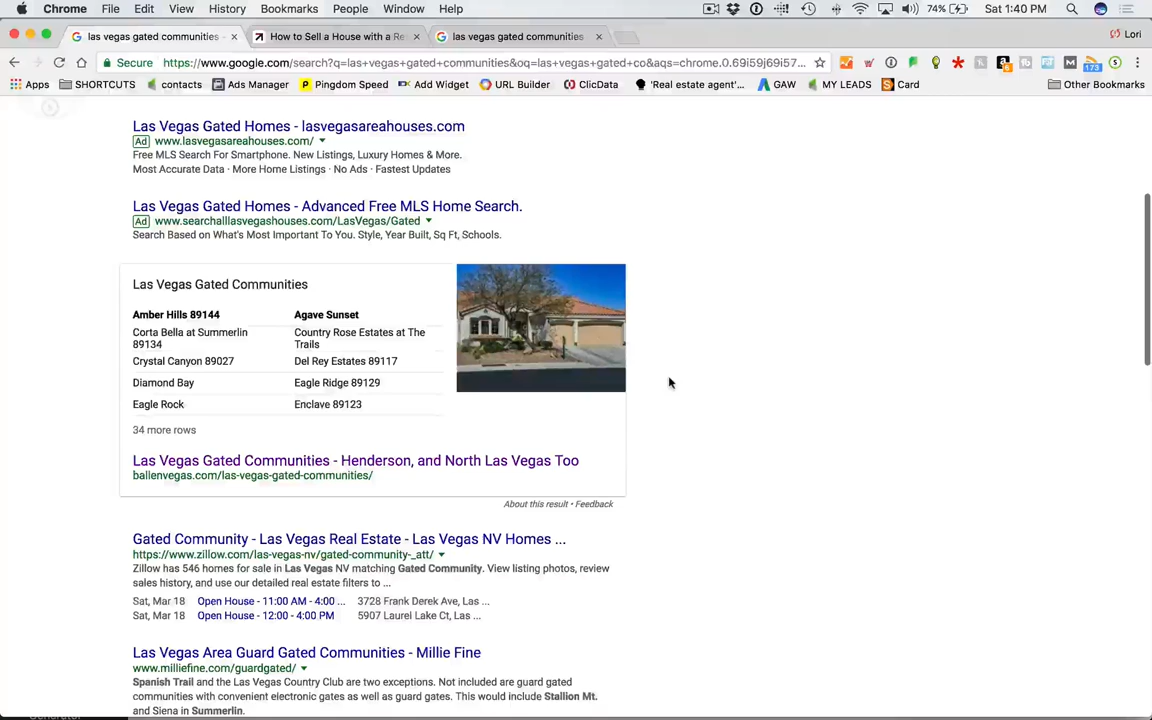 Chrome File Edit View History Bookmarks People Window Help 74% Sat 1:40 PM
las vegas gated communities - How to Sell a House with a Re las vegas gated communities Lori
Secure https://www.google.com/search?q=las+vegas+gated+communities&oq=las+vegas+gated+co&aqs=chrome.0.69i59j69i57... 173
Apps SHORTCUTS contacts Ads Manager Pingdom Speed Add Widget URL Builder ClicData 'Real estate agent'... GAW MY LEADS Card Other Bookmarks
Las Vegas Gated Homes - lasvegasareahouses.com
Ad www.lasvegasareahouses.com/
Free MLS Search For Smartphone. New Listings, Luxury Homes & More.
Most Accurate Data · More Home Listings · No Ads · Fastest Updates
Las Vegas Gated Homes - Advanced Free MLS Home Search.
Ad www.searchalllasvegashouses.com/LasVegas/Gated
Search Based on What's Most Important To You. Style, Year Built, Sq Ft, Schools.
Las Vegas Gated Communities
Amber Hills 89144 Agave Sunset
Corta Bella at Summerlin Country Rose Estates at The
89134 Trails
Crystal Canyon 89027 Del Rey Estates 89117
Diamond Bay Eagle Ridge 89129
Eagle Rock Enclave 89123
34 more rows
Las Vegas Gated Communities - Henderson, and North Las Vegas Too
ballenvegas.com/las-vegas-gated-communities/
About this result • Feedback
Gated Community - Las Vegas Real Estate - Las Vegas NV Homes ...
https://www.zillow.com/las-vegas-nv/gated-community-_att/
Zillow has 546 homes for sale in Las Vegas NV matching Gated Community. View listing photos, review
sales history, and use our detailed real estate filters to ...
Sat, Mar 18 Open House - 11:00 AM - 4:00 ... 3728 Frank Derek Ave, Las ...
Sat, Mar 18 Open House - 12:00 - 4:00 PM 5907 Laurel Lake Ct, Las ...
Las Vegas Area Guard Gated Communities - Millie Fine
www.milliefine.com/guardgated/
Spanish Trail and the Las Vegas Country Club are two exceptions. Not included are guard gated
communities with convenient electronic gates as well as guard gates. This would include Stallion Mt.
and Siena in Summerlin.